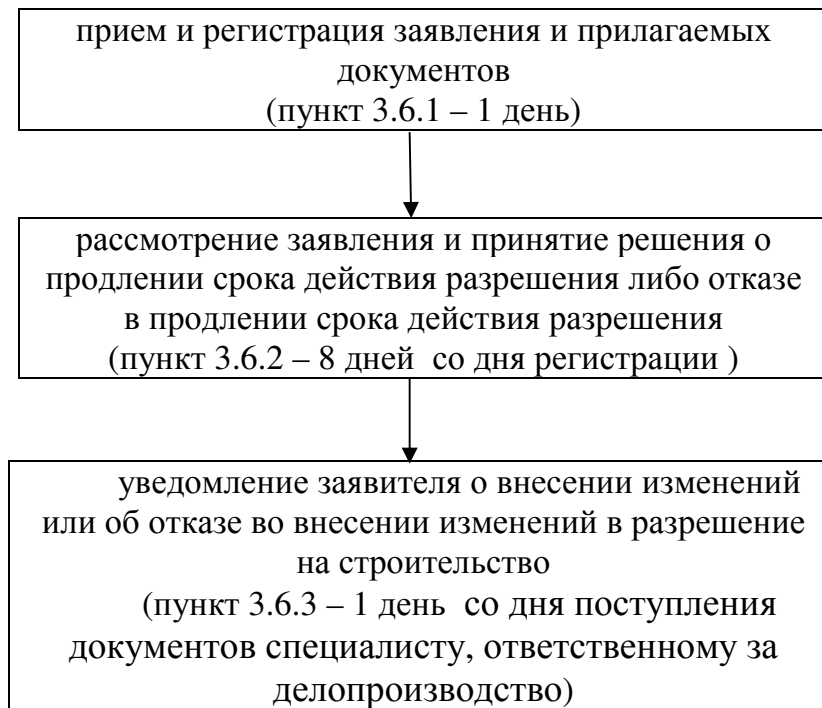 прием и регистрация заявления и прилагаемых
документов
(пункт 3.6.1 – 1 день)
рассмотрение заявления и принятие решения о
продлении срока действия разрешения либо отказе
в продлении срока действия разрешения
(пункт 3.6.2 – 8 дней со дня регистрации )
уведомление заявителя о внесении изменений
или об отказе во внесении изменений в разрешение
на строительство
(пункт 3.6.3 – 1 день со дня поступления
документов специалисту, ответственному за
делопроизводство)